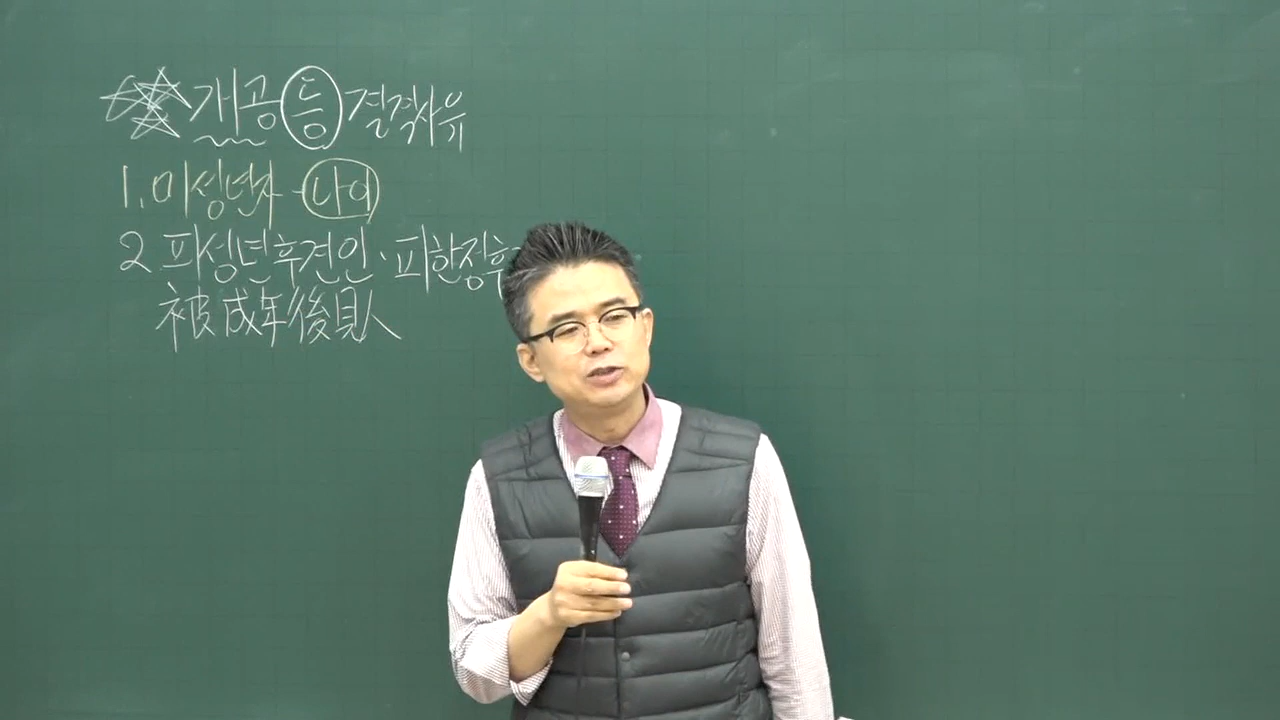 개공등 결격사유
1. 미성년자 - 나이
2 피성년후견인 · 피한정후
被成年後見人